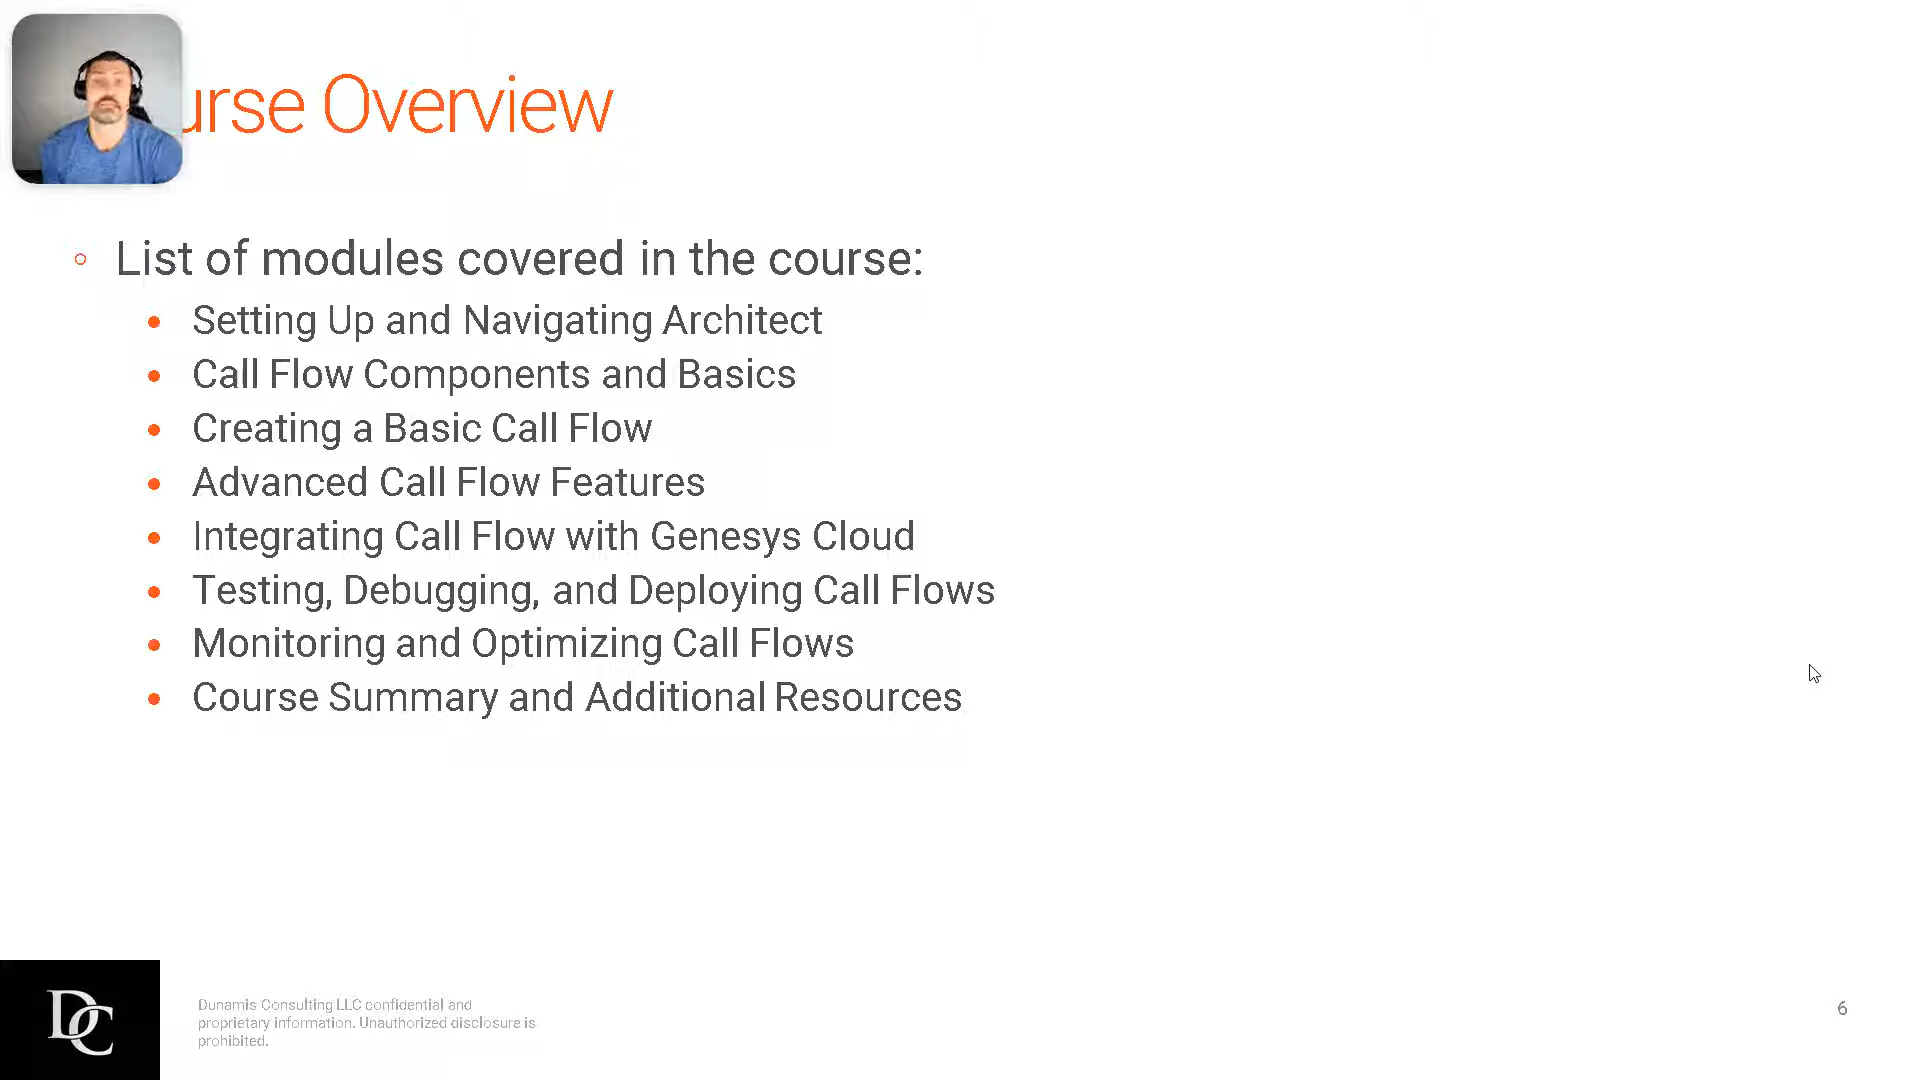 urse Overview
List of modules covered in the course:
Setting Up and Navigating Architect
Call Flow Components and Basics
Creating a Basic Call Flow
Advanced Call Flow Features
Integrating Call Flow with Genesys Cloud
Testing, Debugging, and Deploying Call Flows
Monitoring and Optimizing Call Flows
Course Summary and Additional Resources
DC
Dunamis Consulting LLC confidential and
proprietary information. Unauthorized disclosure is
prohibited.
6